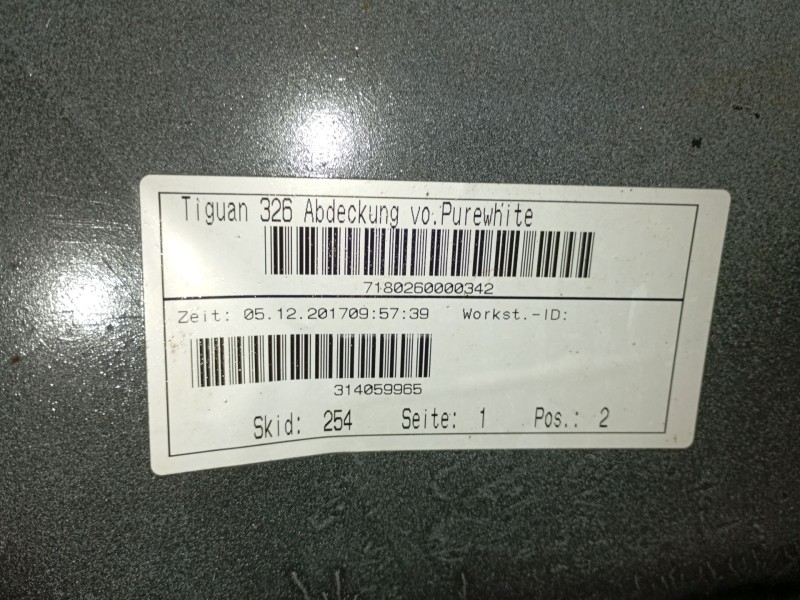 Tiguan 326 Abdeckung vo.Purewhite
7180260000342
Zeit: 05.12.201709:57:39 Workst.-ID:
314059965
Skid: 254 Seite: 1 Pos.: 2